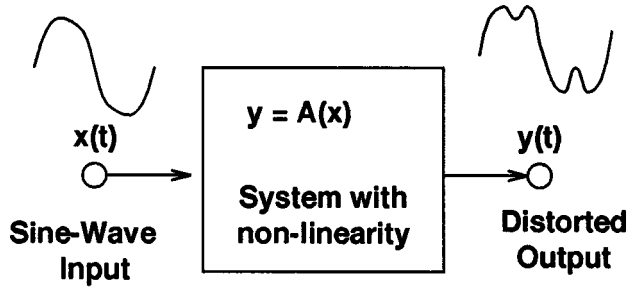 x(t)
Sine-Wave
Input
y = A(x)
System with
non-linearity
y(t)
Distorted
Output